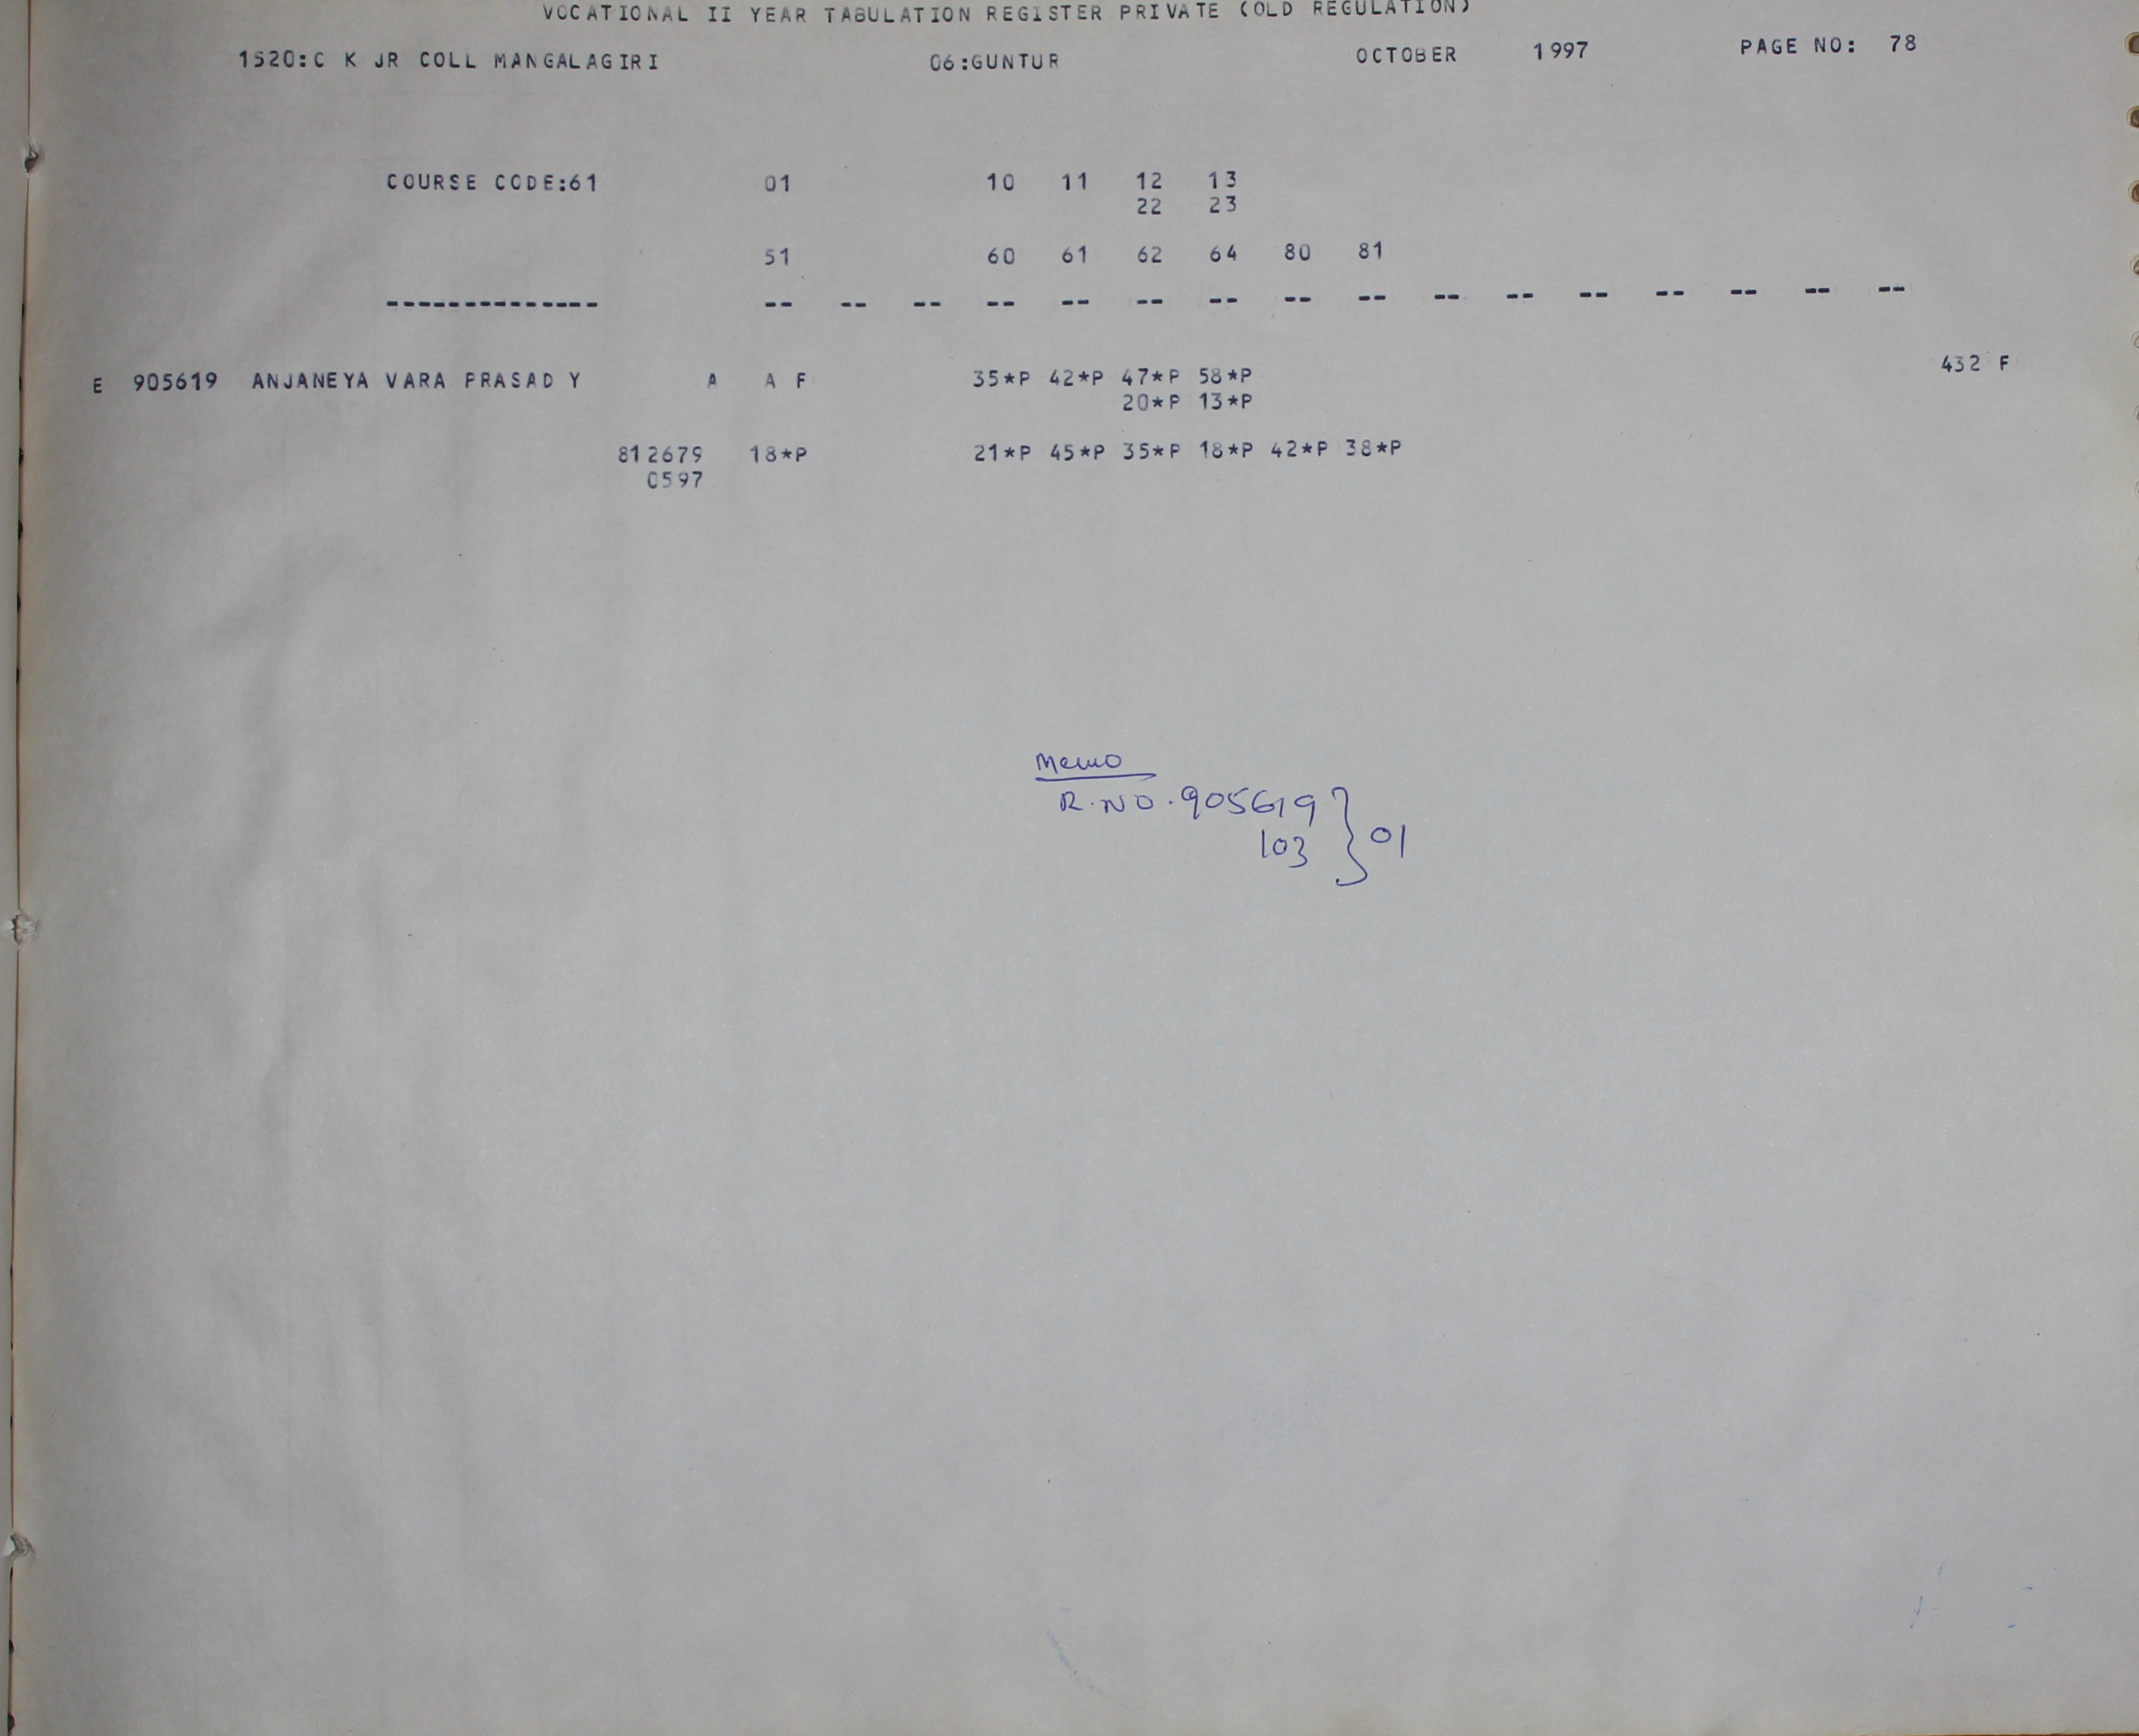 VOCATIONAL II YEAR TABULATION REGISTER PRIVATE (OLD REGULATION)
1520:C K JR COLL MANGALAGIRI 06:GUNTUR OCTOBER 1997 PAGE NO: 78
COURSE CODE:61 01 10 11 12 13
22 23
51 60 61 62 64 80 81
-------------- -- -- -- -- -- -- -- -- -- -- -- -- -- -- -- --
E 905619 ANJANEYA VARA PRASAD Y A A F 35*P 42*P 47*P 58*P 432 F
20*P 13*P
812679 18*P 21*P 45*P 35*P 18*P 42*P 38*P
0597
Memo
R.NO.905619
103 } 01